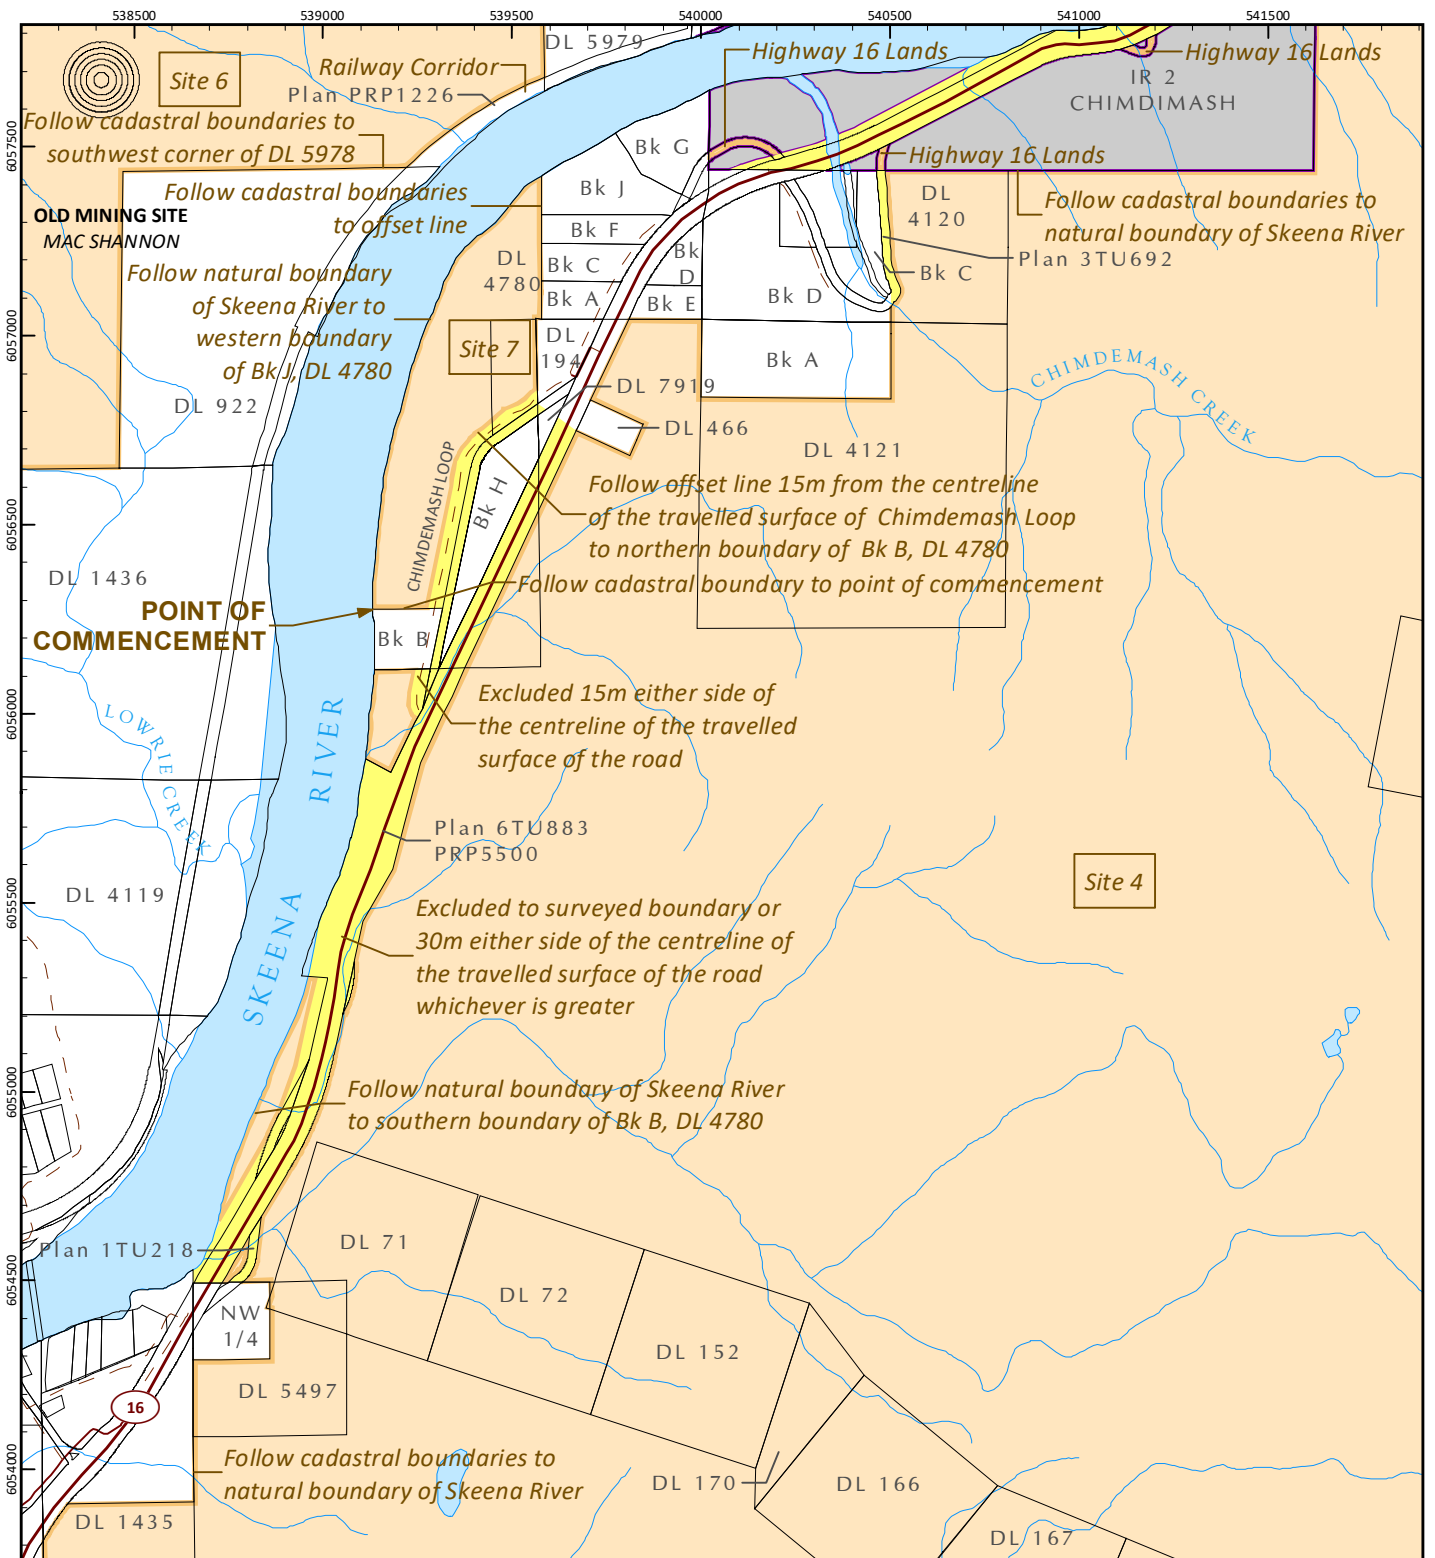 538500
539000
539500
540000
540500
541000
541500
DL 5979
Highway 16 Lands
Highway 16 Lands
Site 6
Railway Corridor
Plan PRP1226
IR 2
CHIMDIMASH
Follow cadastral boundaries to
southwest corner of DL 5978
6057500
Bk G
Highway 16 Lands
Follow cadastral boundaries
to offset line
Bk J
DL
4120
Follow cadastral boundaries to
natural boundary of Skeena River
OLD MINING SITE
MAC SHANNON
Bk F
Plan 3TU692
Follow natural boundary
of Skeena River to
western boundary
of Bk J, DL 4780
DL
4780
Bk C
Bk
D
Bk C
Bk A
Bk E
Bk D
6057000
Site 7
DL
194
Bk A
CHIMDEMASH CREEK
DL 922
DL 7919
DL 466
DL 4121
CHIMDEMASH LOOP
Bk H
Follow offset line 15m from the centreline
of the travelled surface of Chimdemash Loop
to northern boundary of Bk B, DL 4780
6056500
DL 1436
Follow cadastral boundary to point of commencement
POINT OF
COMMENCEMENT
Bk B
Excluded 15m either side of
the centreline of the travelled
surface of the road
6056000
LOWRIE CREEK
SKEENA RIVER
Plan 6TU883
PRP5500
Site 4
DL 4119
6055500
Excluded to surveyed boundary or
30m either side of the centreline of
the travelled surface of the road
whichever is greater
6055000
Follow natural boundary of Skeena River
to southern boundary of Bk B, DL 4780
Plan 1TU218
DL 71
6054500
DL 72
NW
1/4
DL 152
DL 5497
16
Follow cadastral boundaries to
natural boundary of Skeena River
6054000
DL 170
DL 166
DL 1435
DL 167